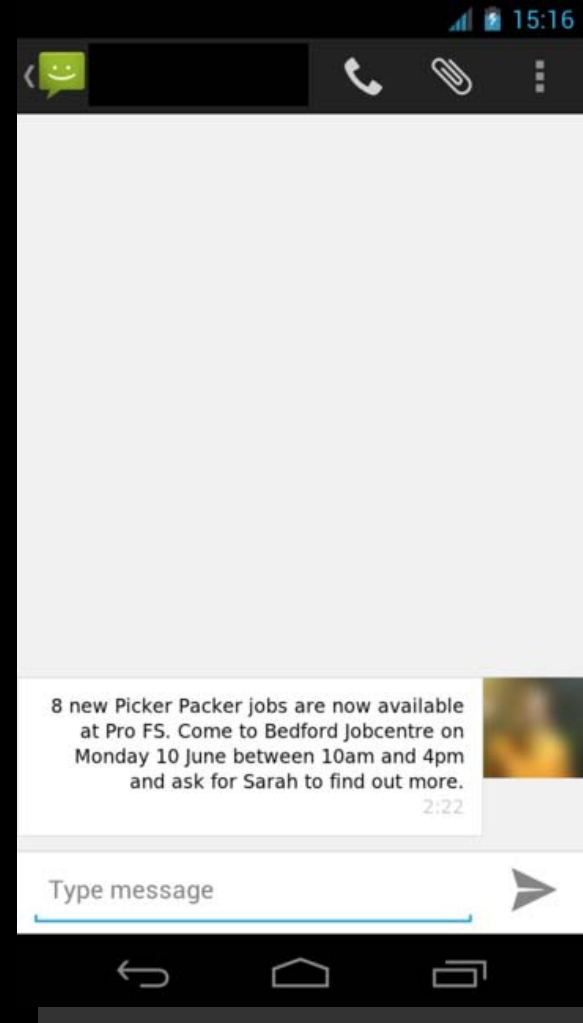 15:16
8 new Picker Packer jobs are now available
at Pro FS. Come to Bedford Jobcentre on
Monday 10 June between 10am and 4pm
and ask for Sarah to find out more.
2:22
Type message